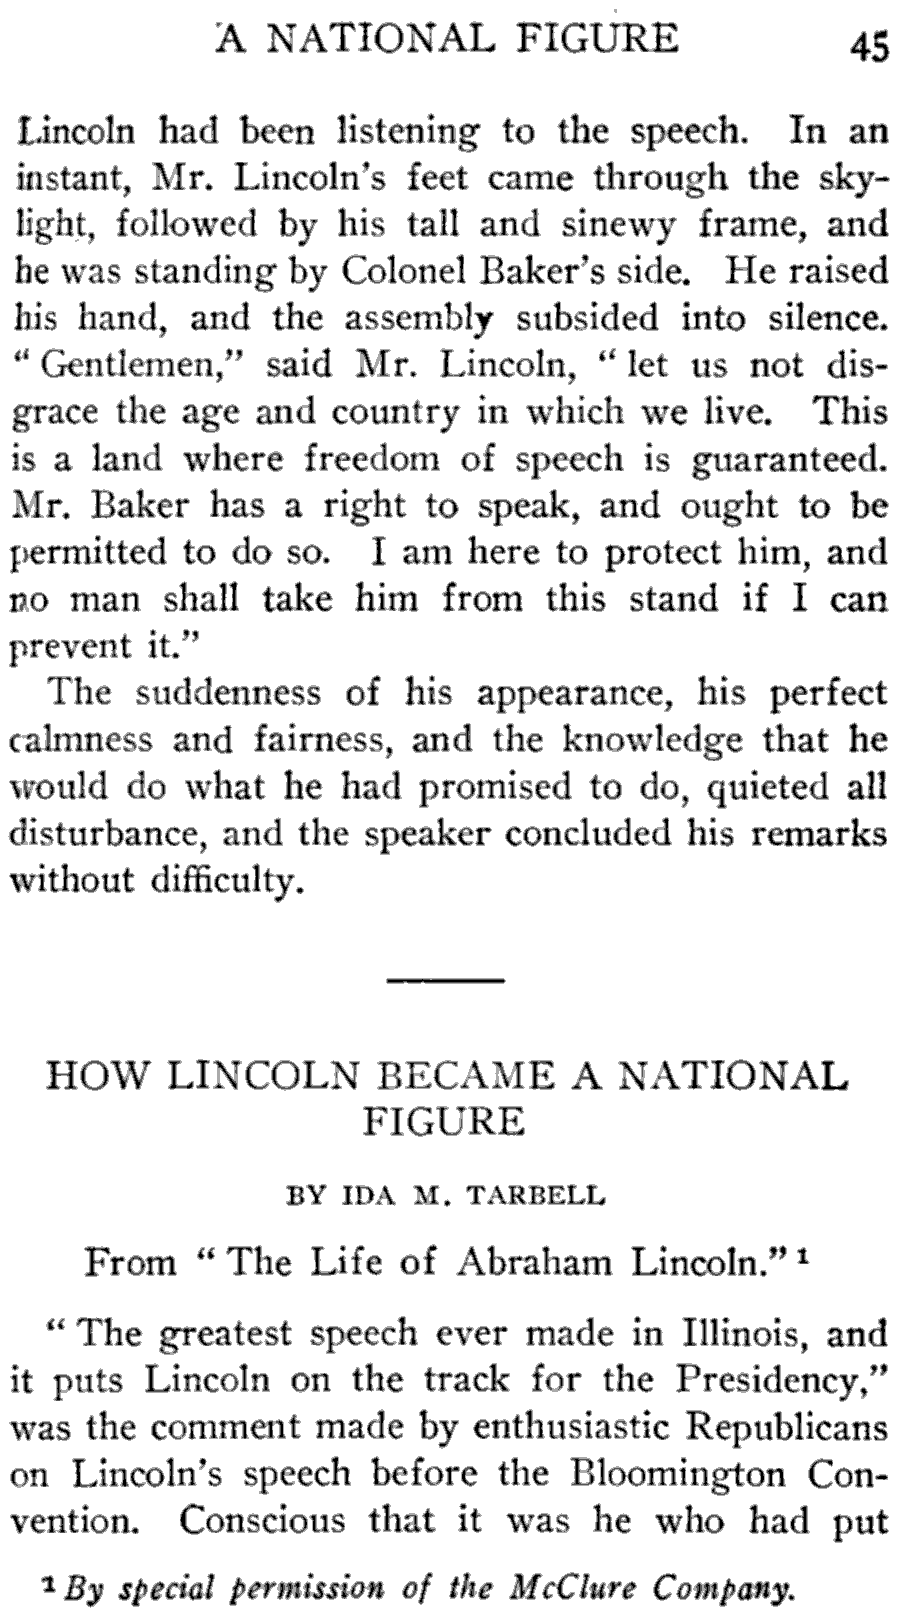 A NATIONAL FIGURE 45
Lincoln had been listening to the speech. In an
instant, Mr. Lincoln's feet came through the sky-
light, followed by his tall and sinewy frame, and
he was standing by Colonel Baker's side. He raised
his hand, and the assembly subsided into silence.
" Gentlemen," said Mr. Lincoln, " let us not dis-
grace the age and country in which we live. This
is a land where freedom of speech is guaranteed.
Mr. Baker has a right to speak, and ought to be
permitted to do so. I am here to protect him, and
no man shall take him from this stand if I can
prevent it."
The suddenness of his appearance, his perfect
calmness and fairness, and the knowledge that he
would do what he had promised to do, quieted all
disturbance, and the speaker concluded his remarks
without difficulty.
HOW LINCOLN BECAME A NATIONAL
FIGURE
BY IDA M. TARBELL
From " The Life of Abraham Lincoln." ¹
" The greatest speech ever made in Illinois, and
it puts Lincoln on the track for the Presidency,"
was the comment made by enthusiastic Republicans
on Lincoln's speech before the Bloomington Con-
vention. Conscious that it was he who had put
¹ By special permission of the McClure Company.